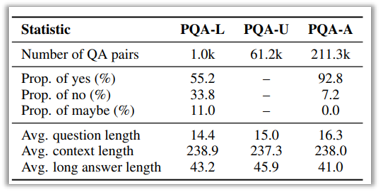 Statistic PQA-L PQA-U PQA-A
Number of QA pairs 1.0k 61.2k 211.3k
Prop. of yes (%) 55.2 – 92.8
Prop. of no (%) 33.8 – 7.2
Prop. of maybe (%) 11.0 – 0.0
Avg. question length 14.4 15.0 16.3
Avg. context length 238.9 237.3 238.0
Avg. long answer length 43.2 45.9 41.0